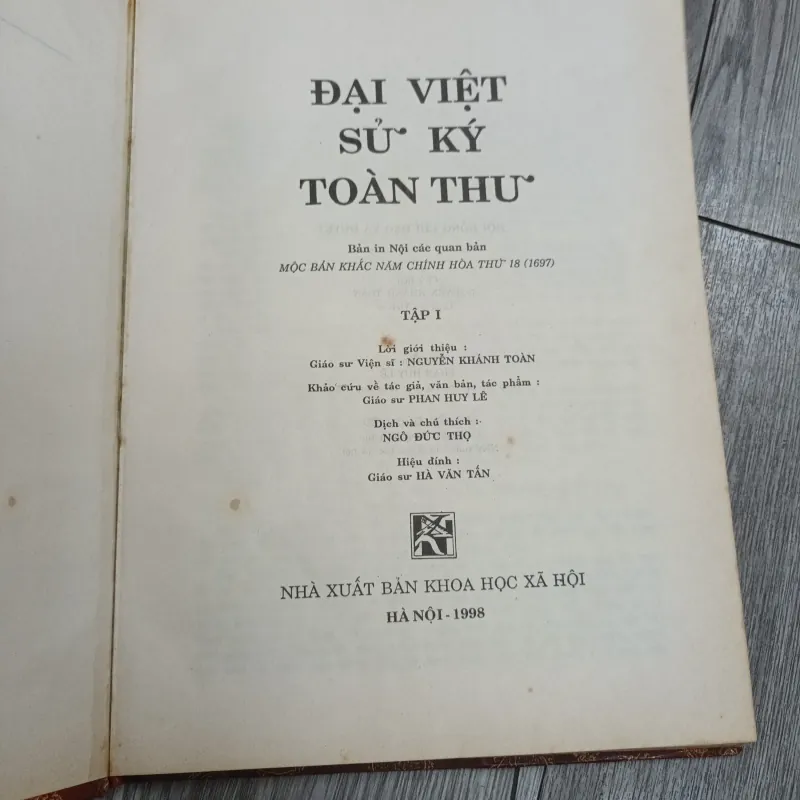 ĐẠI VIỆT
SỬ KÝ
TOÀN THƯ
Bản in Nội các quan bản
MỘC BẢN KHẮC NĂM CHÍNH HÒA THỨ 18 (1697)
TẬP I
Lời giới thiệu :
Giáo sư Viện sĩ : NGUYỄN KHÁNH TOÀN
Khảo cứu về tác giả, văn bản, tác phẩm :
Giáo sư PHAN HUY LÊ
Dịch và chú thích :
NGÔ ĐỨC THỌ
Hiệu đính :
Giáo sư HÀ VĂN TẤN
NHÀ XUẤT BẢN KHOA HỌC XÃ HỘI
HÀ NỘI - 1998